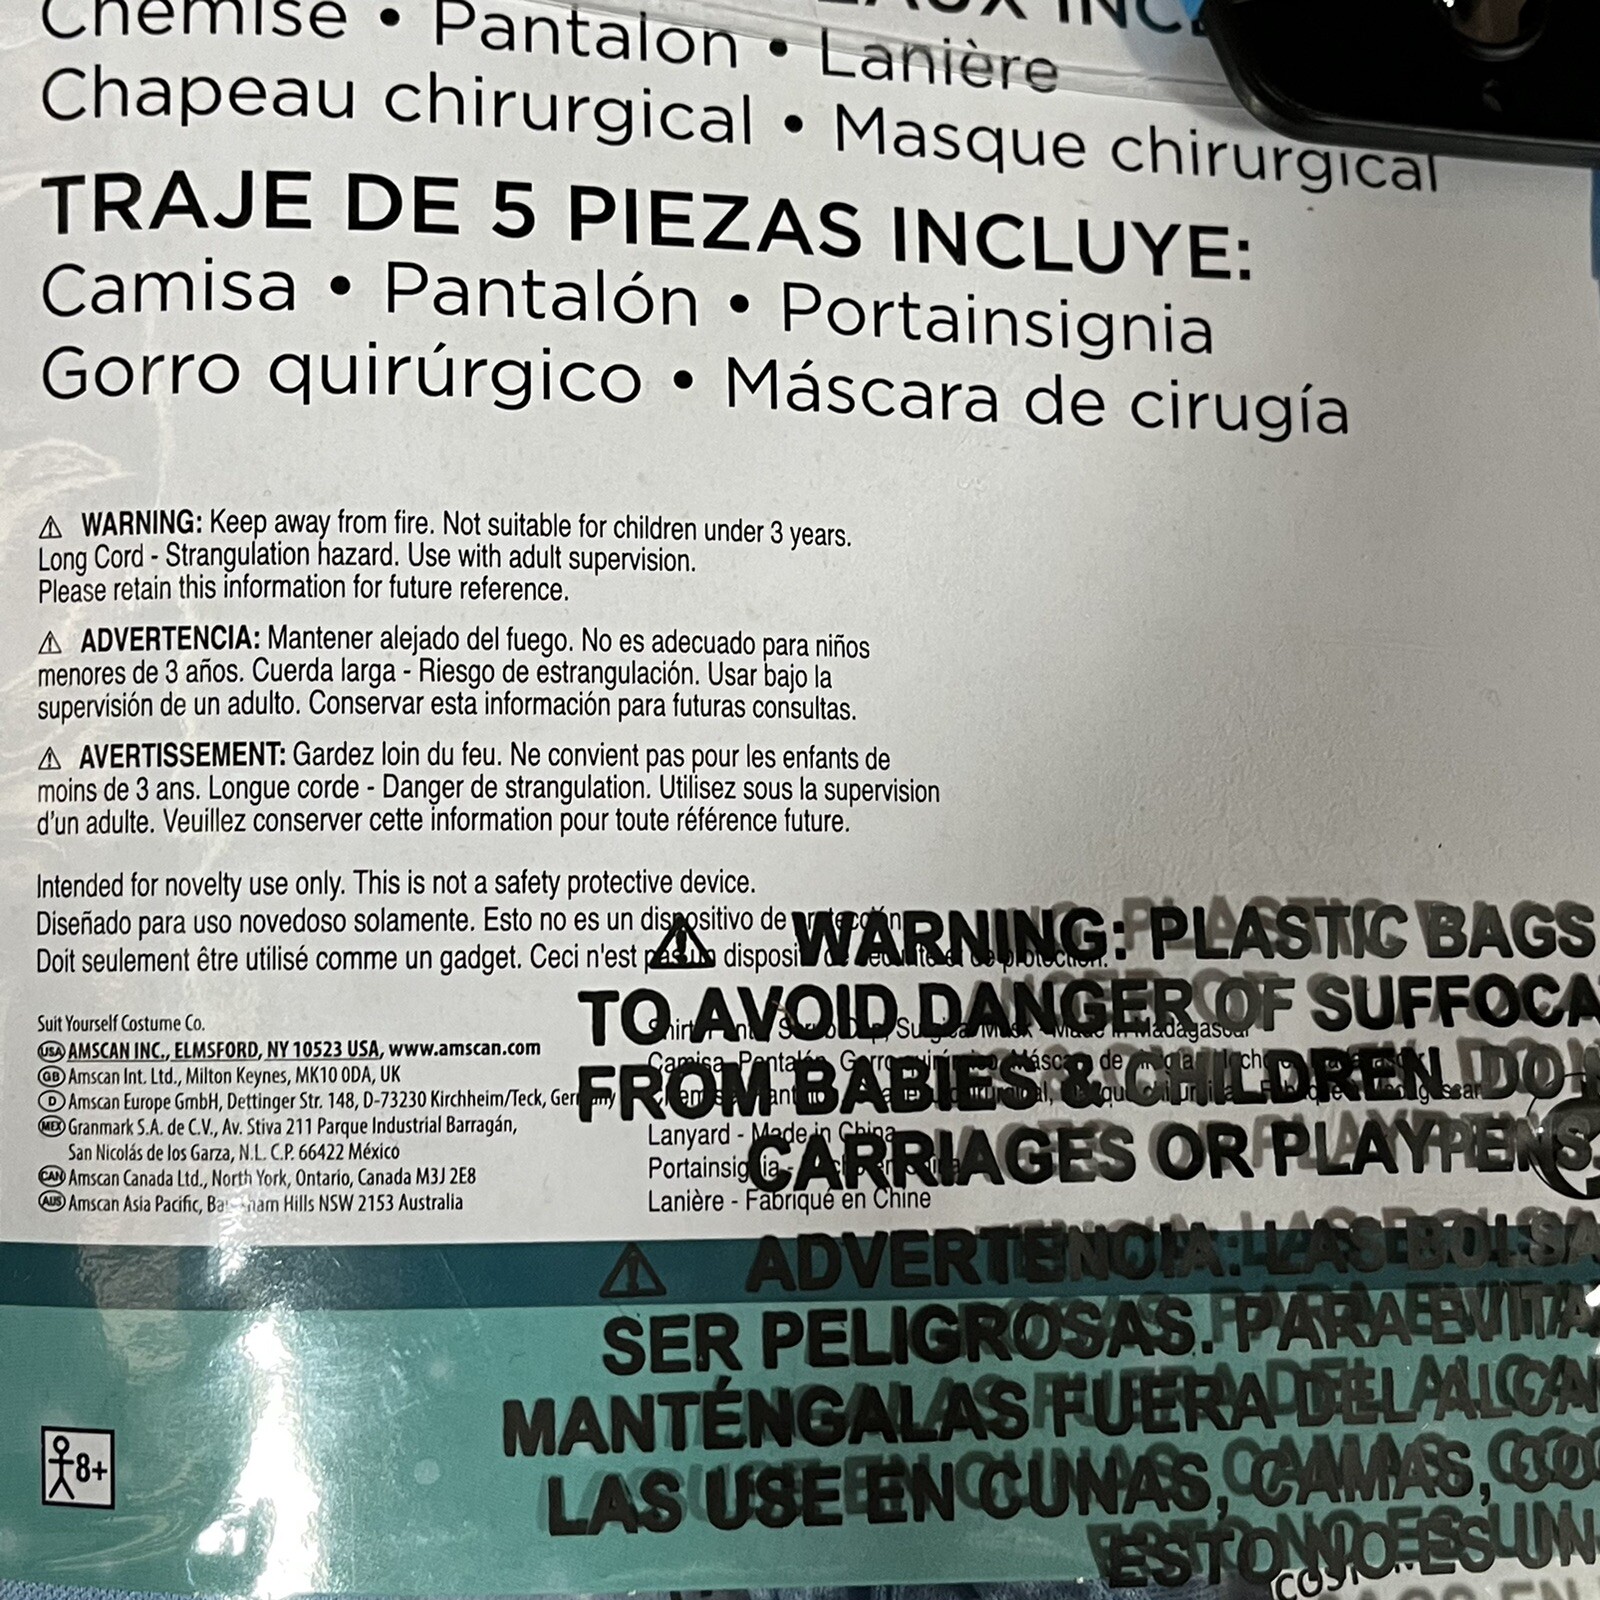 Chemise • Pantalon • Lanière
Chapeau chirurgical • Masque chirurgical
TRAJE DE 5 PIEZAS INCLUYE:
Camisa • Pantalón • Portainsignia
Gorro quirúrgico • Máscara de cirugía
⚠ WARNING: Keep away from fire. Not suitable for children under 3 years.
Long Cord - Strangulation hazard. Use with adult supervision.
Please retain this information for future reference.
⚠ ADVERTENCIA: Mantener alejado del fuego. No es adecuado para niños
menores de 3 años. Cuerda larga - Riesgo de estrangulación. Usar bajo la
supervisión de un adulto. Conservar esta información para futuras consultas.
⚠ AVERTISSEMENT: Gardez loin du feu. Ne convient pas pour les enfants de
moins de 3 ans. Longue corde - Danger de strangulation. Utilisez sous la supervision
d'un adulte. Veuillez conserver cette information pour toute référence future.
Intended for novelty use only. This is not a safety protective device.
Diseñado para uso novedoso solamente. Esto no es un dispositivo de protección.
Doit seulement être utilisé comme un gadget. Ceci n'est pas un
Suit Yourself Costume Co.
USA AMSCAN INC., ELMSFORD, NY 10523 USA, www.amscan.com
GB Amscan Int. Ltd., Milton Keynes, MK10 0DA, UK
D Amscan Europe GmbH, Dettinger Str. 148, D-73230 Kirchheim/Teck, Germany
MEX Granmark S.A. de C.V., Av. Stiva 211 Parque Industrial Barragán,
San Nicolás de los Garza, N.L. C.P. 66422 México
CAN Amscan Canada Ltd., North York, Ontario, Canada M3J 2E8
AUS Amscan Asia Pacific, Hills NSW 2153 Australia
Lanyard - Made in China
Portainsignia -
Lanière - Fabriqué en Chine
⚠ WARNING: PLASTIC BAGS
TO AVOID DANGER OF
FROM BABIES & CHILDREN. DO
CARRIAGES OR PLAYPENS.
⚠ ADVERTENCIA: LAS
SER PELIGROSAS. PARA
MANTÉNGALAS FUERA DEL
LAS USE EN CUNAS, CAMAS,
ESTO NO ES UN
8+